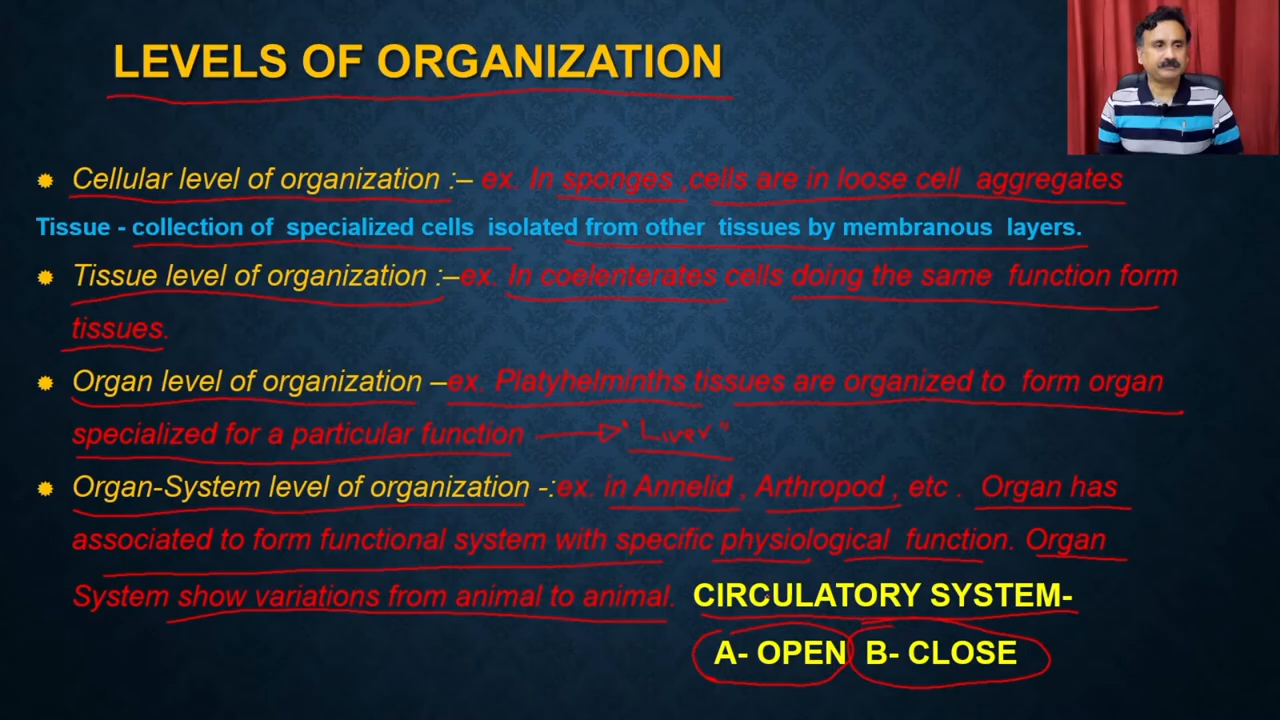 LEVELS OF ORGANIZATION
Cellular level of organization :– ex. In sponges ,cells are in loose cell aggregates
Tissue - collection of specialized cells isolated from other tissues by membranous layers.
Tissue level of organization :–ex. In coelenterates cells doing the same function form
tissues.
Organ level of organization –ex. Platyhelminths tissues are organized to form organ
specialized for a particular function "Liver"
Organ-System level of organization -:ex. in Annelid , Arthropod , etc . Organ has
associated to form functional system with specific physiological function. Organ
System show variations from animal to animal. CIRCULATORY SYSTEM-
A- OPEN B- CLOSE